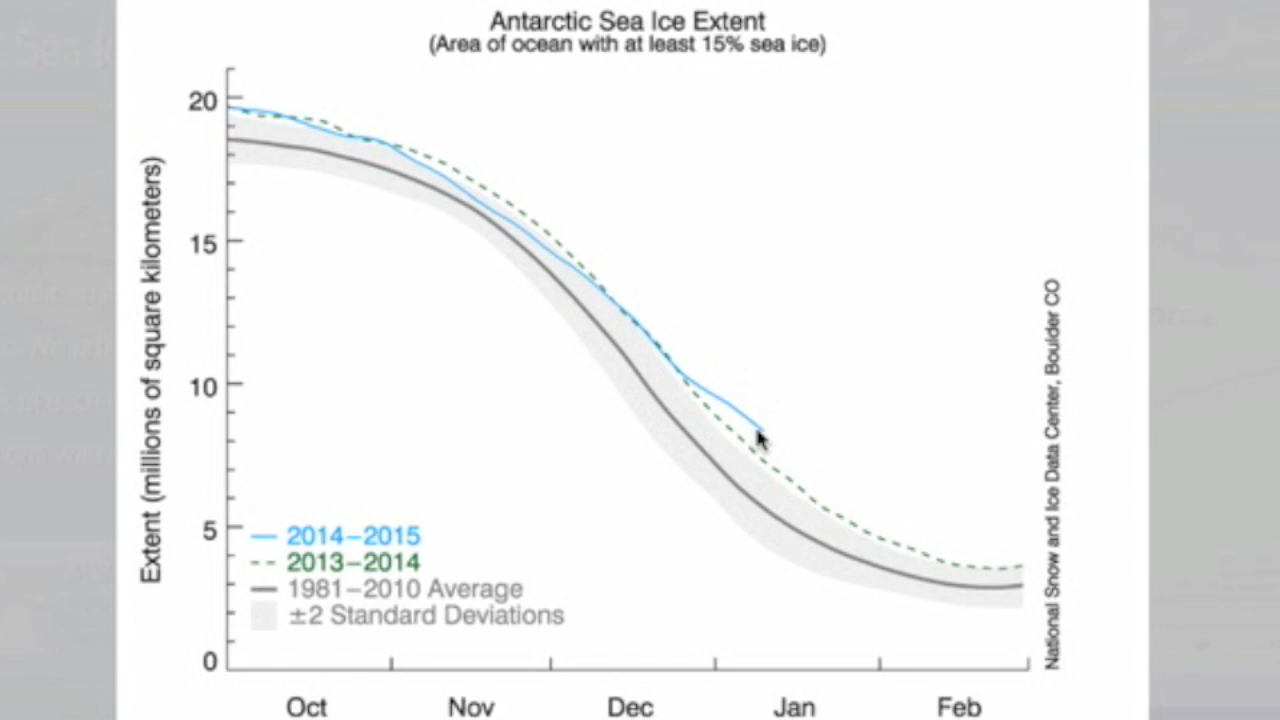 Antarctic Sea Ice Extent
(Area of ocean with at least 15% sea ice)
Extent (millions of square kilometers)
20
15
10
5
0
2014–2015
2013–2014
1981–2010 Average
±2 Standard Deviations
Oct
Nov
Dec
Jan
Feb
National Snow and Ice Data Center, Boulder CO